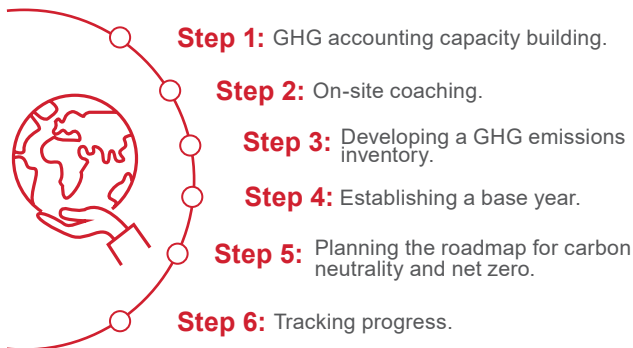 Step 1: GHG accounting capacity building.
Step 2: On-site coaching.
Step 3: Developing a GHG emissions
inventory.
Step 4: Establishing a base year.
Step 5: Planning the roadmap for carbon
neutrality and net zero.
Step 6: Tracking progress.